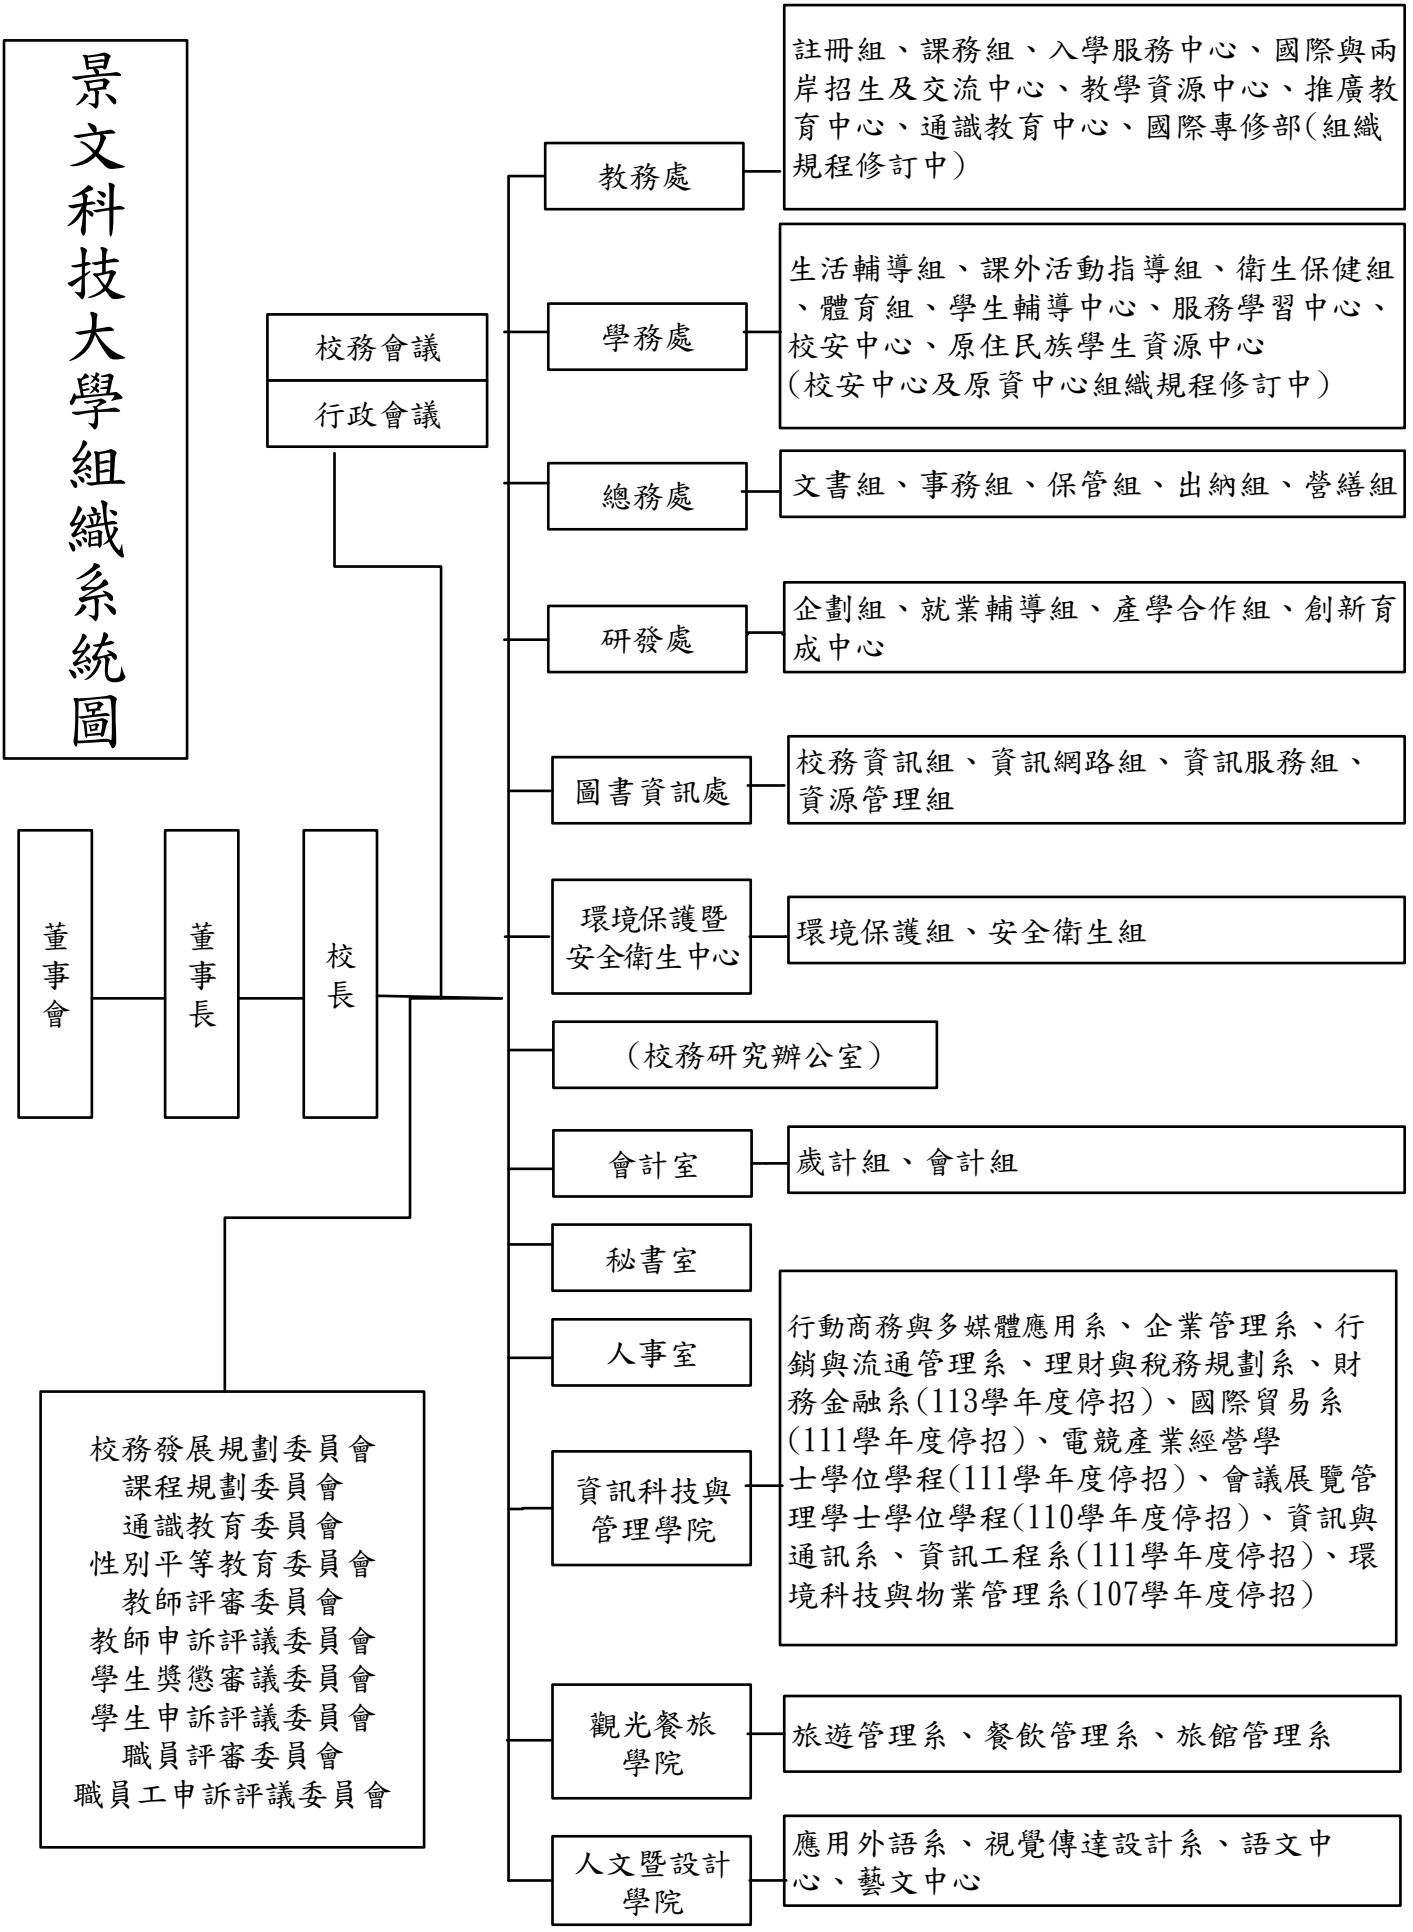 景文科技大學組織系統圖
校務會議
行政會議
董事會
董事長
校長
校務發展規劃委員會
課程規劃委員會
通識教育委員會
性別平等教育委員會
教師評審委員會
教師申訴評議委員會
學生獎懲審議委員會
學生申訴評議委員會
職員評審委員會
職員工申訴評議委員會
教務處
註冊組、課務組、入學服務中心、國際與兩
岸招生及交流中心、教學資源中心、推廣教
育中心、通識教育中心、國際專修部(組織
規程修訂中)
學務處
生活輔導組、課外活動指導組、衛生保健組
、體育組、學生輔導中心、服務學習中心、
校安中心、原住民族學生資源中心
(校安中心及原資中心組織規程修訂中)
總務處
文書組、事務組、保管組、出納組、營繕組
研發處
企劃組、就業輔導組、產學合作組、創新育
成中心
圖書資訊處
校務資訊組、資訊網路組、資訊服務組、
資源管理組
環境保護暨
安全衛生中心
環境保護組、安全衛生組
(校務研究辦公室)
會計室
歲計組、會計組
秘書室
人事室
資訊科技與
管理學院
行動商務與多媒體應用系、企業管理系、行
銷與流通管理系、理財與稅務規劃系、財
務金融系(113學年度停招)、國際貿易系
(111學年度停招)、電競產業經營學
士學位學程(111學年度停招)、會議展覽管
理學士學位學程(110學年度停招)、資訊與
通訊系、資訊工程系(111學年度停招)、環
境科技與物業管理系(107學年度停招)
觀光餐旅
學院
旅遊管理系、餐飲管理系、旅館管理系
人文暨設計
學院
應用外語系、視覺傳達設計系、語文中
心、藝文中心